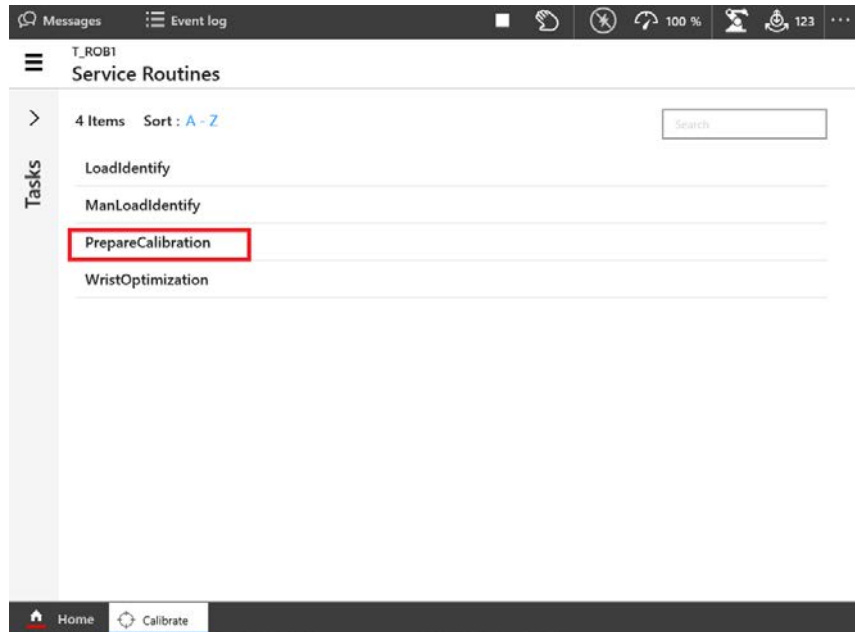 Messages Event log 100 % 123 ...
T_ROB1
Service Routines
4 Items Sort : A - Z Search
Tasks
LoadIdentify
ManLoadIdentify
PrepareCalibration
WristOptimization
Home Calibrate